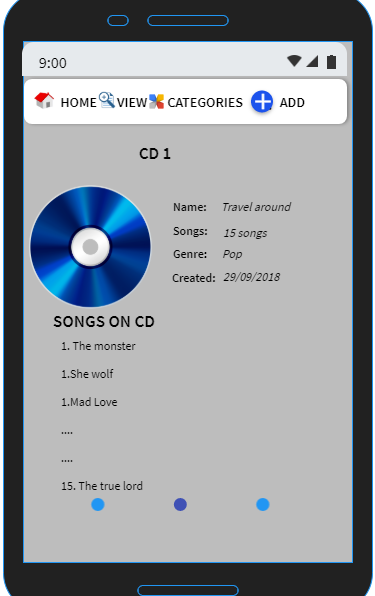 9:00
HOME VIEW CATEGORIES ADD
CD 1
Name: Travel around
Songs: 15 songs
Genre: Pop
Created: 29/09/2018
SONGS ON CD
1. The monster
1.She wolf
1.Mad Love
....
....
15. The true lord